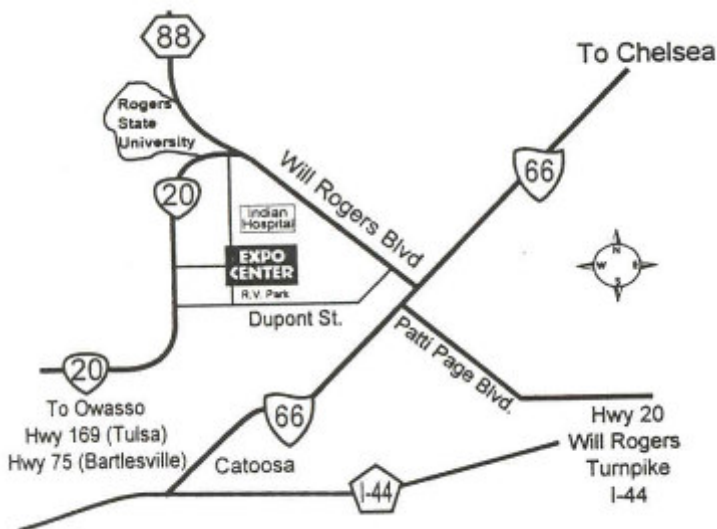 88
To Chelsea
Rogers
State
University
Will Rogers Blvd
66
20
Indian
Hospital
EXPO
CENTER
R.V. Park
Dupont St.
N
W
E
S
Patti Page Blvd.
20
To Owasso
Hwy 169 (Tulsa)
Hwy 75 (Bartlesville)
66
Catoosa
Hwy 20
Will Rogers
Turnpike
I-44
I-44